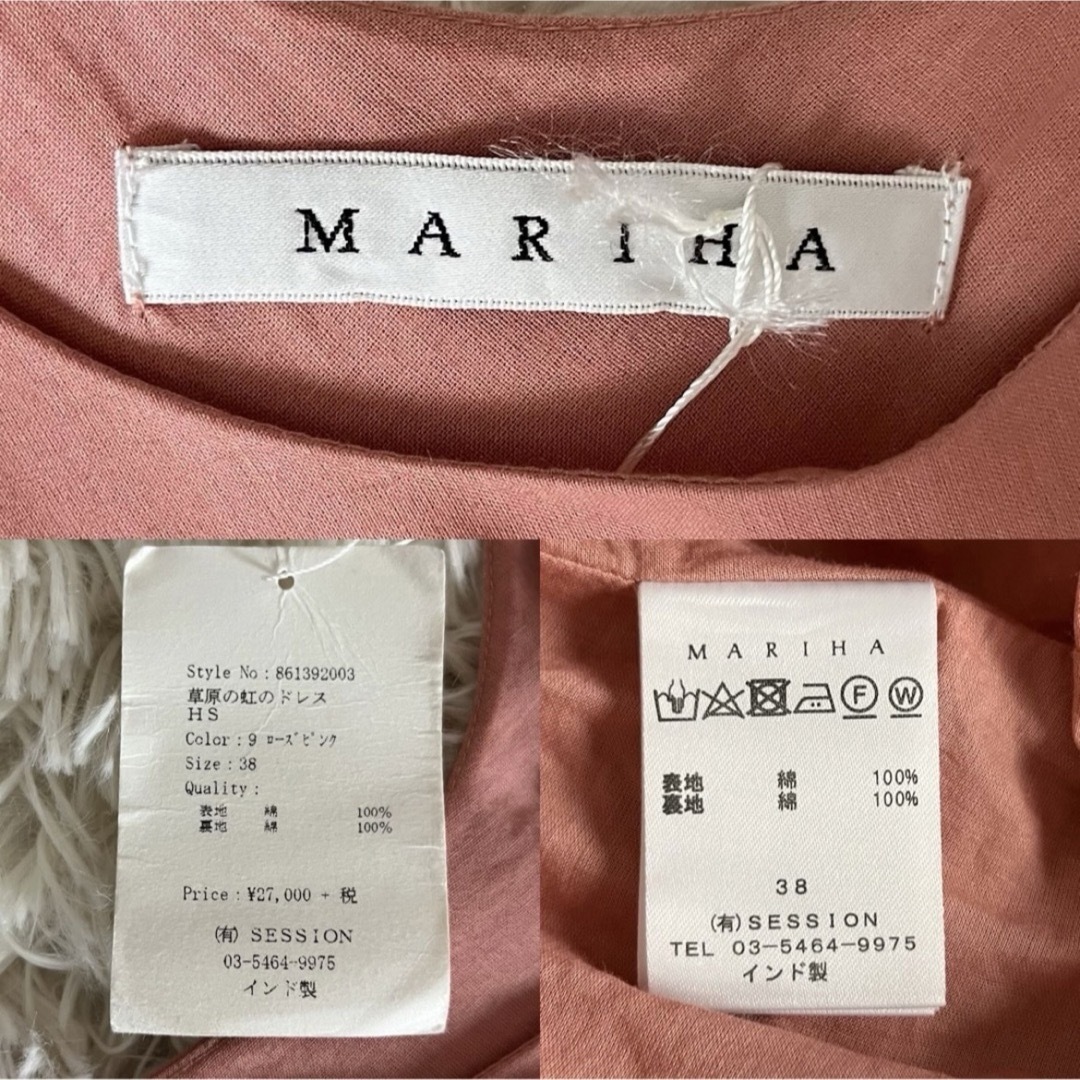 MARIHA
Style No : 861392003
草原の虹のドレス
HS
Color : 9 ﾛｰｽﾞﾋﾟﾝｸ
Size : 38
Quality :
表地 綿 100%
裏地 綿 100%
Price : ¥27,000 + 税
(有) SESSION
03-5464-9975
インド製
MARIHA
F W
表地 綿 100%
裏地 綿 100%
38
(有) SESSION
TEL 03-5464-9975
インド製